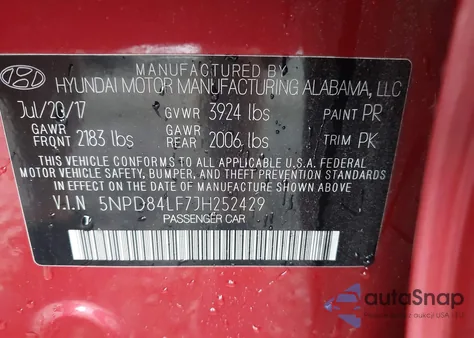 MANUFACTURED BY
HYUNDAI MOTOR MANUFACTURING ALABAMA, LLC
Jul/20/17 GVWR 3924 lbs PAINT PR
GAWR FRONT 2183 lbs GAWR REAR 2006 lbs TRIM PK
THIS VEHICLE CONFORMS TO ALL APPLICABLE U.S.A. FEDERAL
MOTOR VEHICLE SAFETY, BUMPER, AND THEFT PREVENTION STANDARDS
IN EFFECT ON THE DATE OF MANUFACTURE SHOWN ABOVE.
V.I.N 5NPD84LF7JH252429
PASSENGER CAR
autoSnap